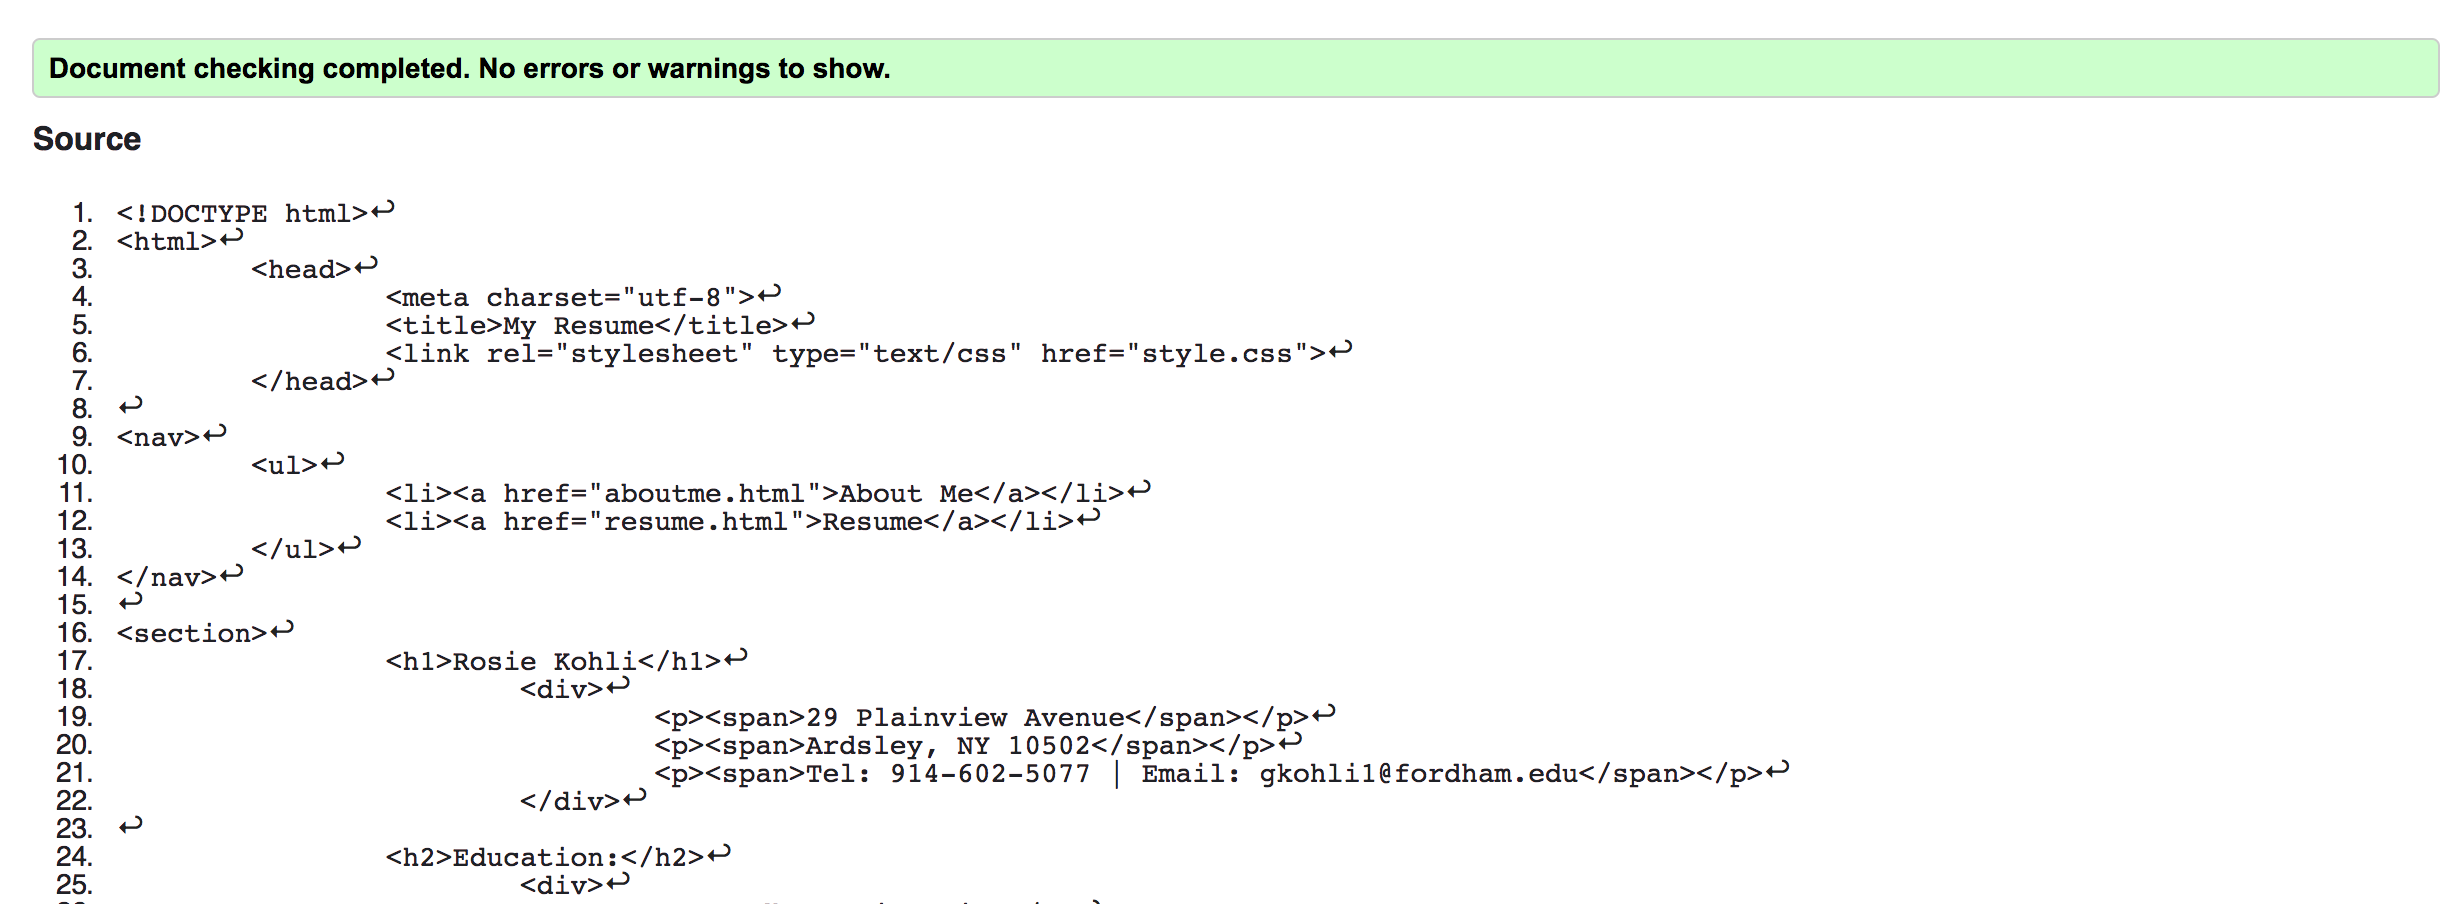 Document checking completed. No errors or warnings to show.
Source
1. <!DOCTYPE html>↩
2. <html>↩
3. <head>↩
4. <meta charset="utf-8">↩
5. <title>My Resume</title>↩
6. <link rel="stylesheet" type="text/css" href="style.css">↩
7. </head>↩
8. ↩
9. <nav>↩
10. <ul>↩
11. <li><a href="aboutme.html">About Me</a></li>↩
12. <li><a href="resume.html">Resume</a></li>↩
13. </ul>↩
14. </nav>↩
15. ↩
16. <section>↩
17. <h1>Rosie Kohli</h1>↩
18. <div>↩
19. <p><span>29 Plainview Avenue</span></p>↩
20. <p><span>Ardsley, NY 10502</span></p>↩
21. <p><span>Tel: 914-602-5077 | Email: gkohli1@fordham.edu</span></p>↩
22. </div>↩
23. ↩
24. <h2>Education:</h2>↩
25. <div>↩